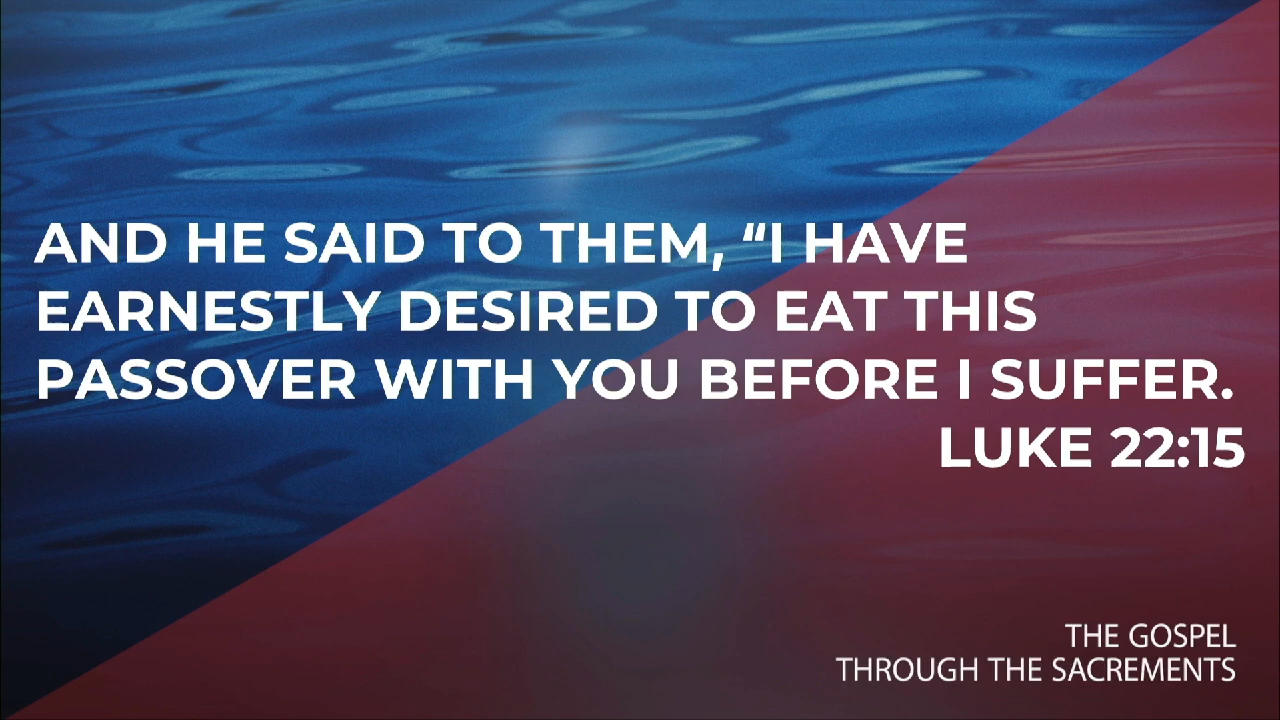 AND HE SAID TO THEM, “I HAVE
EARNESTLY DESIRED TO EAT THIS
PASSOVER WITH YOU BEFORE I SUFFER.
LUKE 22:15
THE GOSPEL
THROUGH THE SACREMENTS